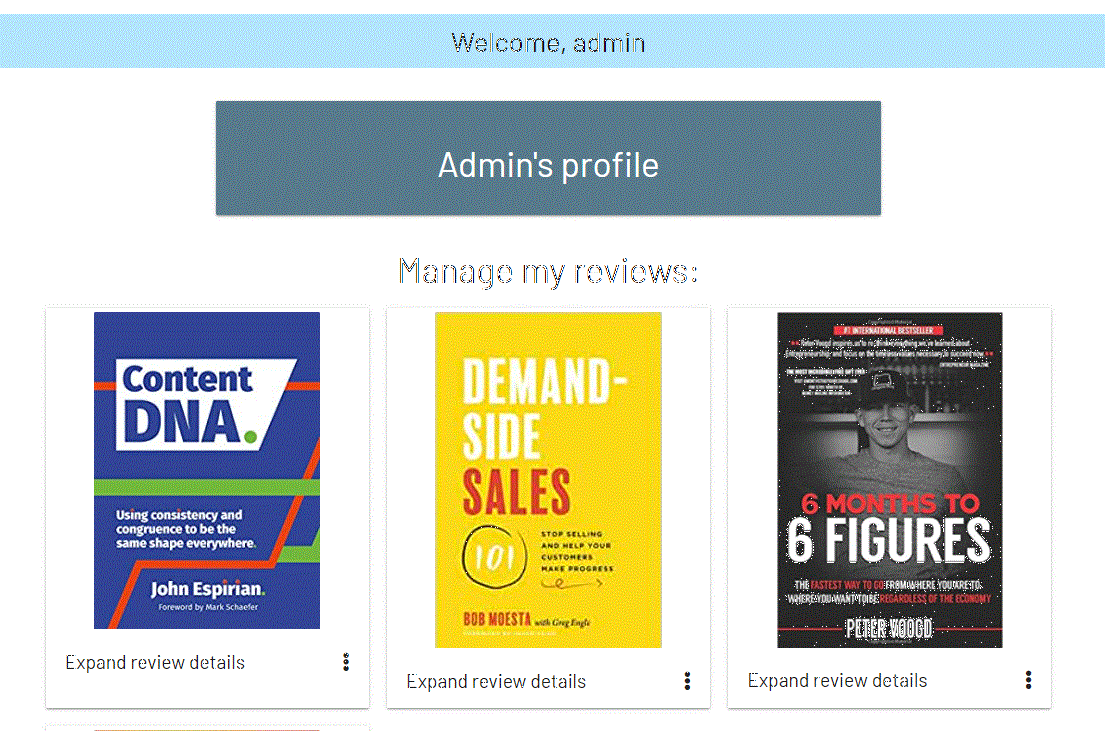 Welcome, admin
Admin's profile
Manage my reviews:
Content
DNA.
Using consistency and
congruence to be the
same shape everywhere.
John Espirian.
Foreword by Mark Schaefer
Expand review details
DEMAND-
SIDE
SALES
101
STOP SELLING
AND HELP YOUR
CUSTOMERS
MAKE PROGRESS
BOB MOESTA with Greg Engle
Expand review details
#1 INTERNATIONAL BESTSELLER
ENTREPRENEUR MAGAZINE
6 MONTHS TO
6 FIGURES
THE FASTEST WAY TO GO FROM WHERE YOU ARE TO
WHERE YOU WANT TO BE REGARDLESS OF THE ECONOMY
PETER VOOGD
Expand review details